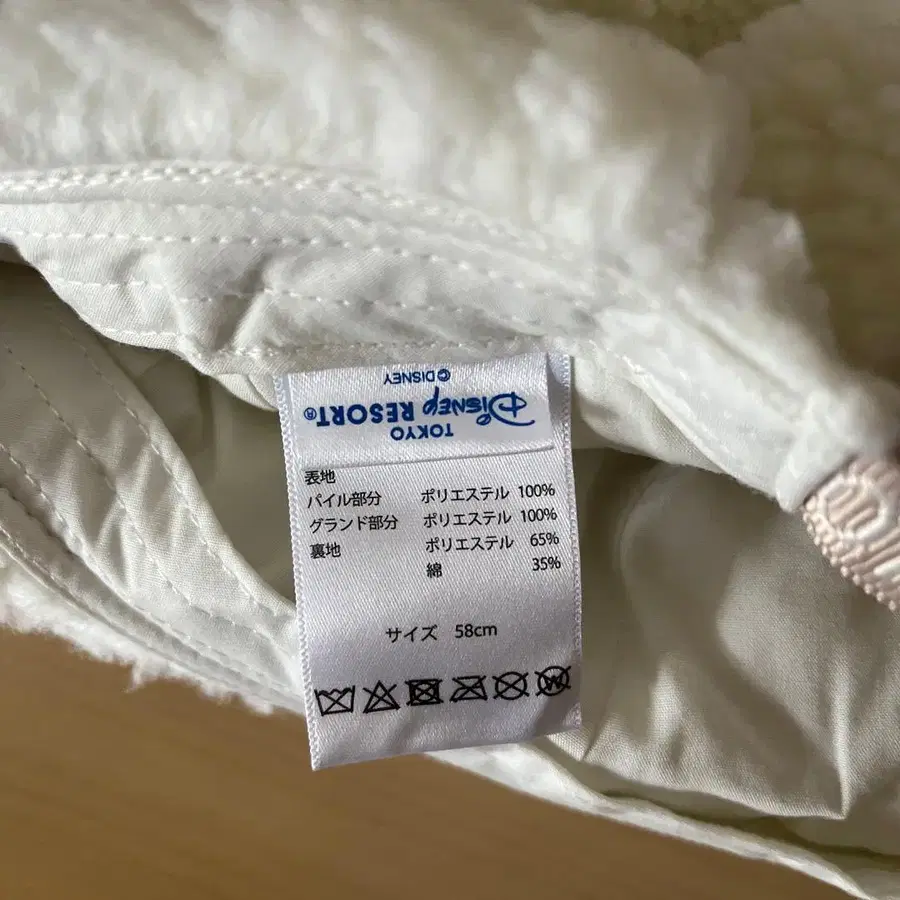 TOKYO
Disney RESORT®
© DISNEY
表地
パイル部分 ポリエステル 100%
グランド部分 ポリエステル 100%
裏地 ポリエステル 65%
綿 35%
サイズ 58cm
W